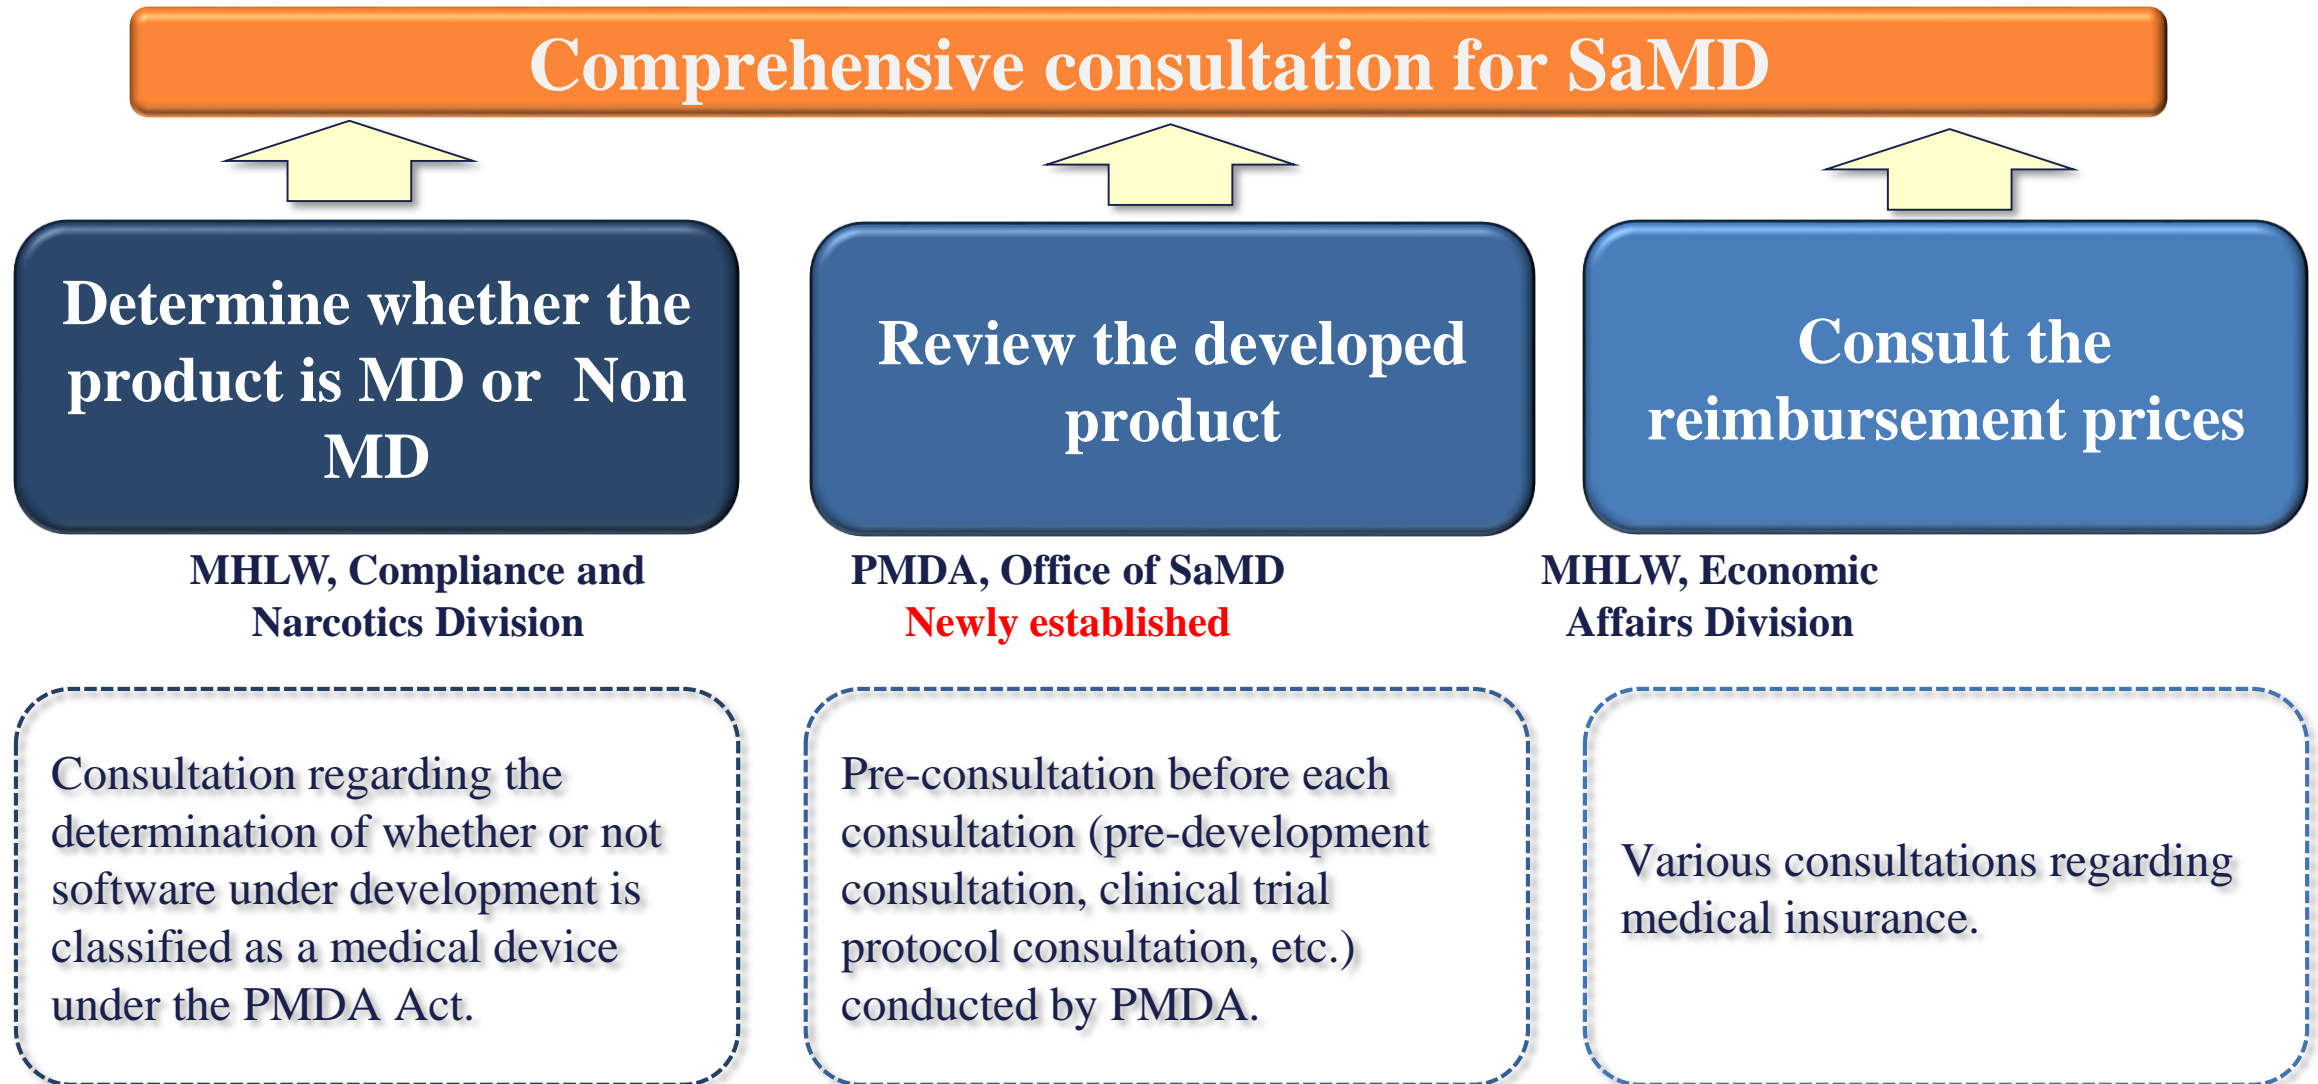 Comprehensive consultation for SaMD
Determine whether the
product is MD or Non
MD
Review the developed
product
Consult the
reimbursement prices
MHLW, Compliance and
Narcotics Division
PMDA, Office of SaMD
Newly established
MHLW, Economic
Affairs Division
Consultation regarding the
determination of whether or not
software under development is
classified as a medical device
under the PMDA Act.
Pre-consultation before each
consultation (pre-development
consultation, clinical trial
protocol consultation, etc.)
conducted by PMDA.
Various consultations regarding
medical insurance.